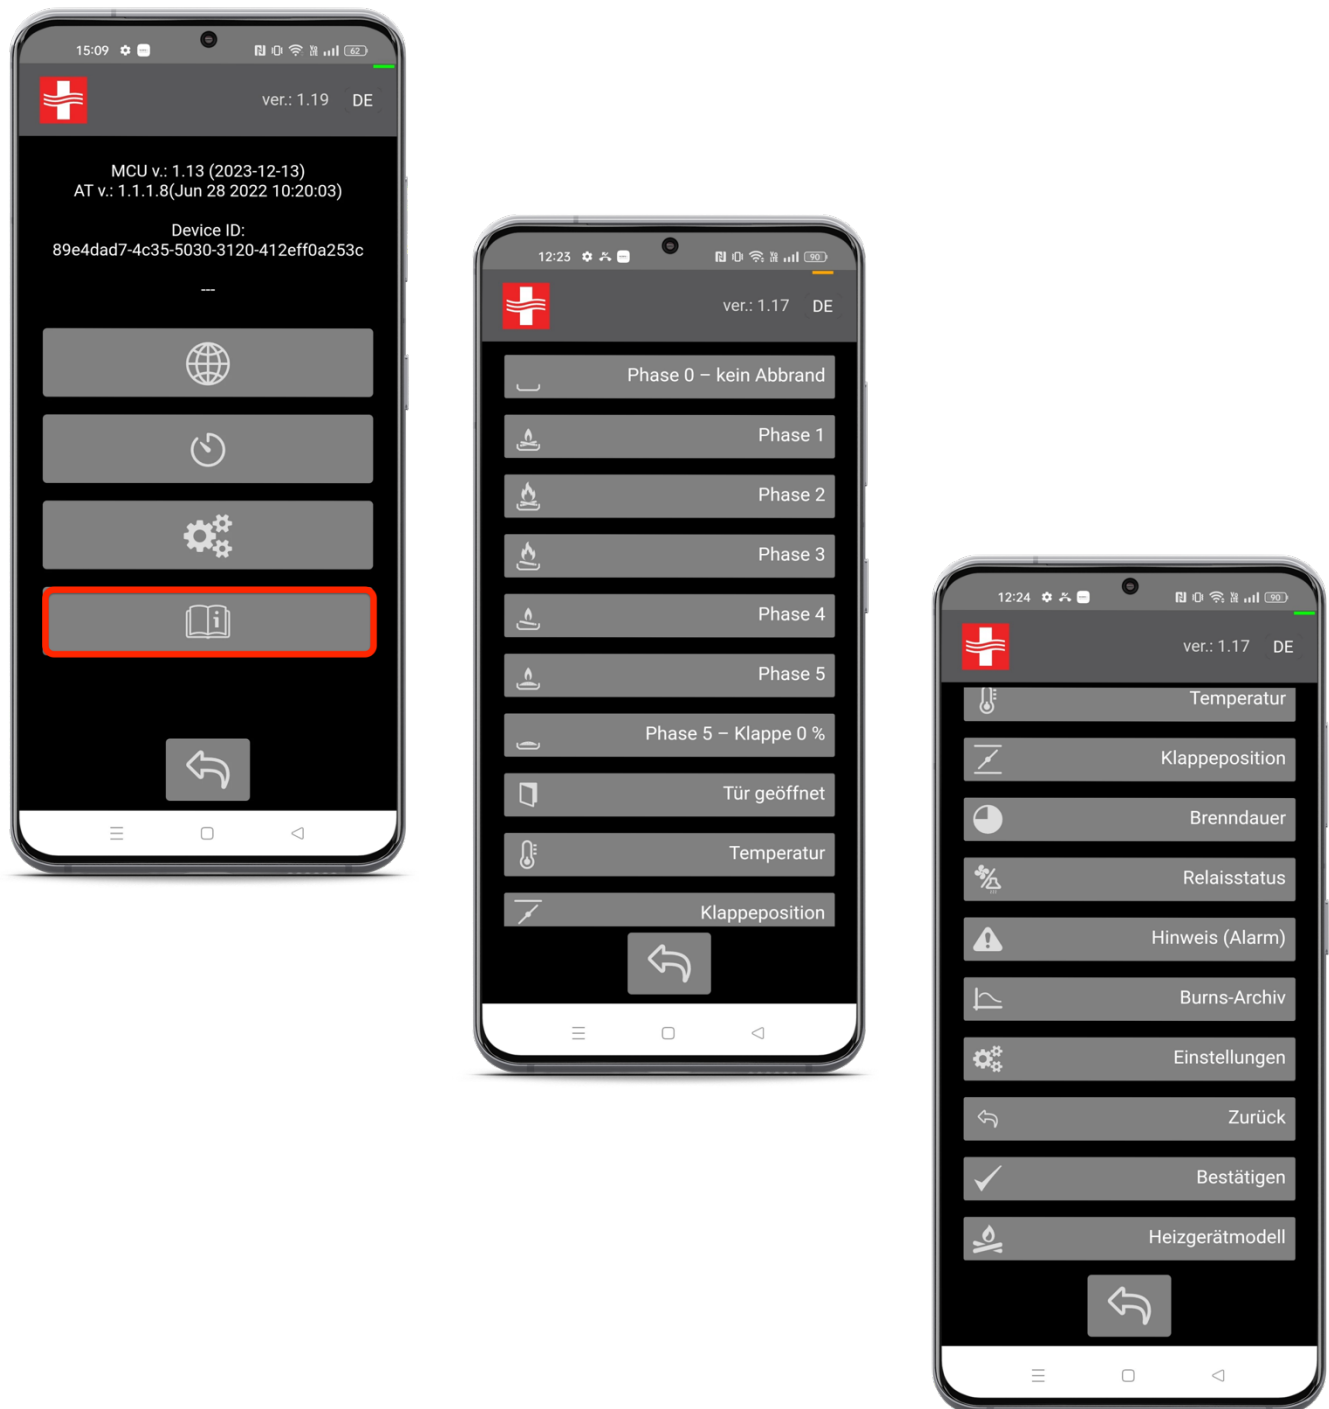 15:09
62
ver.: 1.19 DE
MCU v.: 1.13 (2023-12-13)
AT v.: 1.1.1.8(Jun 28 2022 10:20:03)
Device ID:
89e4dad7-4c35-5030-3120-412eff0a253c
---
12:23
90
ver.: 1.17 DE
Phase 0 – kein Abbrand
Phase 1
Phase 2
Phase 3
Phase 4
Phase 5
Phase 5 – Klappe 0 %
Tür geöffnet
Temperatur
Klappeposition
12:24
90
ver.: 1.17 DE
Temperatur
Klappeposition
Brenndauer
Relaisstatus
Hinweis (Alarm)
Burns-Archiv
Einstellungen
Zurück
Bestätigen
Heizgerätmodell